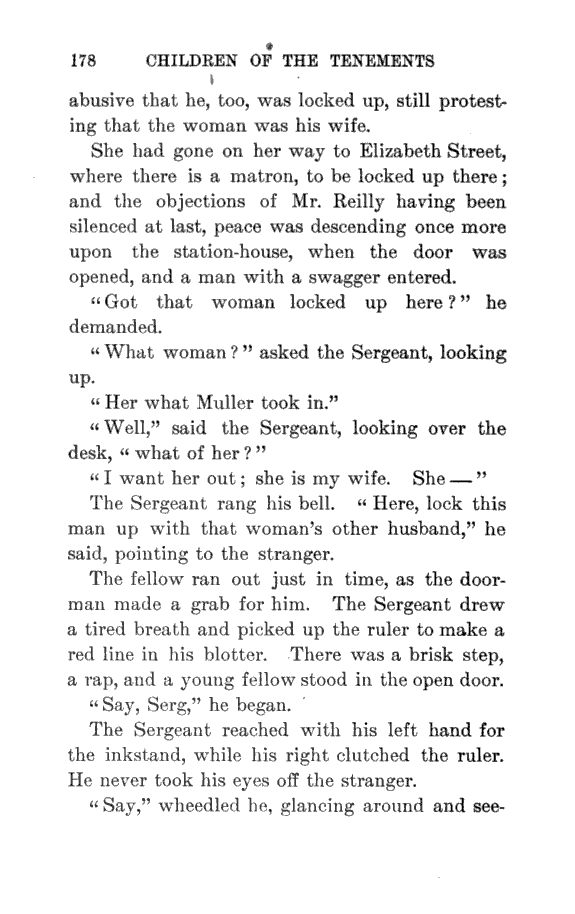 178 CHILDREN OF THE TENEMENTS
abusive that he, too, was locked up, still protest-
ing that the woman was his wife.
She had gone on her way to Elizabeth Street,
where there is a matron, to be locked up there;
and the objections of Mr. Reilly having been
silenced at last, peace was descending once more
upon the station-house, when the door was
opened, and a man with a swagger entered.
“Got that woman locked up here?” he
demanded.
“What woman?” asked the Sergeant, looking
up.
“Her what Muller took in.”
“Well,” said the Sergeant, looking over the
desk, “what of her?”
“I want her out; she is my wife. She—”
The Sergeant rang his bell. “Here, lock this
man up with that woman's other husband,” he
said, pointing to the stranger.
The fellow ran out just in time, as the door-
man made a grab for him. The Sergeant drew
a tired breath and picked up the ruler to make a
red line in his blotter. There was a brisk step,
a rap, and a young fellow stood in the open door.
“Say, Serg,” he began.
The Sergeant reached with his left hand for
the inkstand, while his right clutched the ruler.
He never took his eyes off the stranger.
“Say,” wheedled he, glancing around and see-